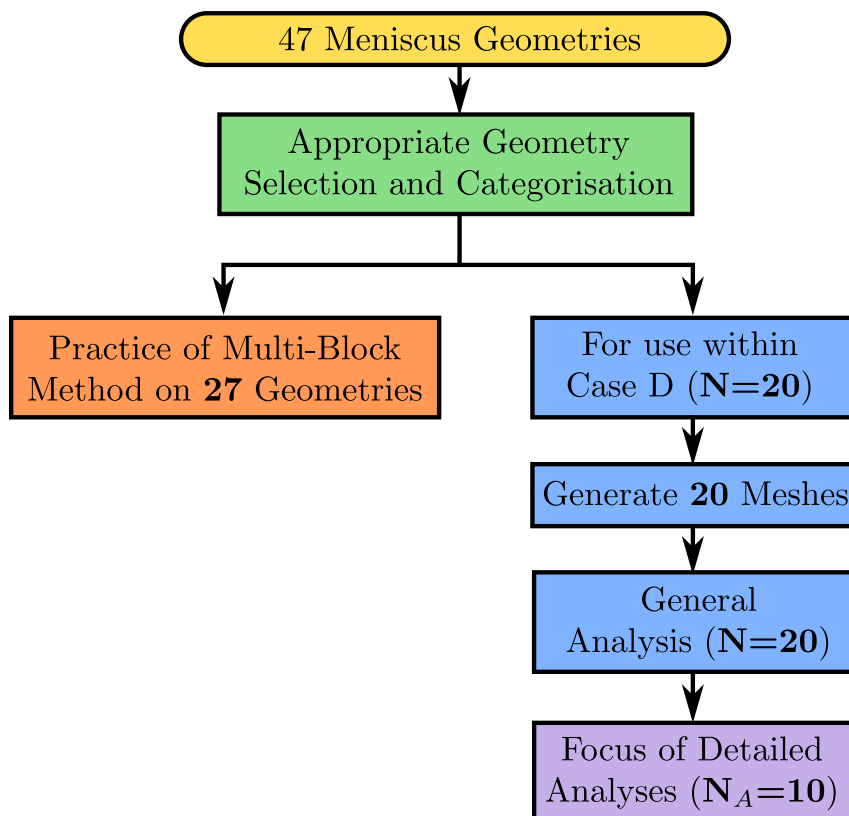 47 Meniscus Geometries
Appropriate Geometry
Selection and Categorisation
Practice of Multi-Block
Method on 27 Geometries
For use within
Case D (N=20)
Generate 20 Meshes
General
Analysis (N=20)
Focus of Detailed
Analyses (N_A=10)